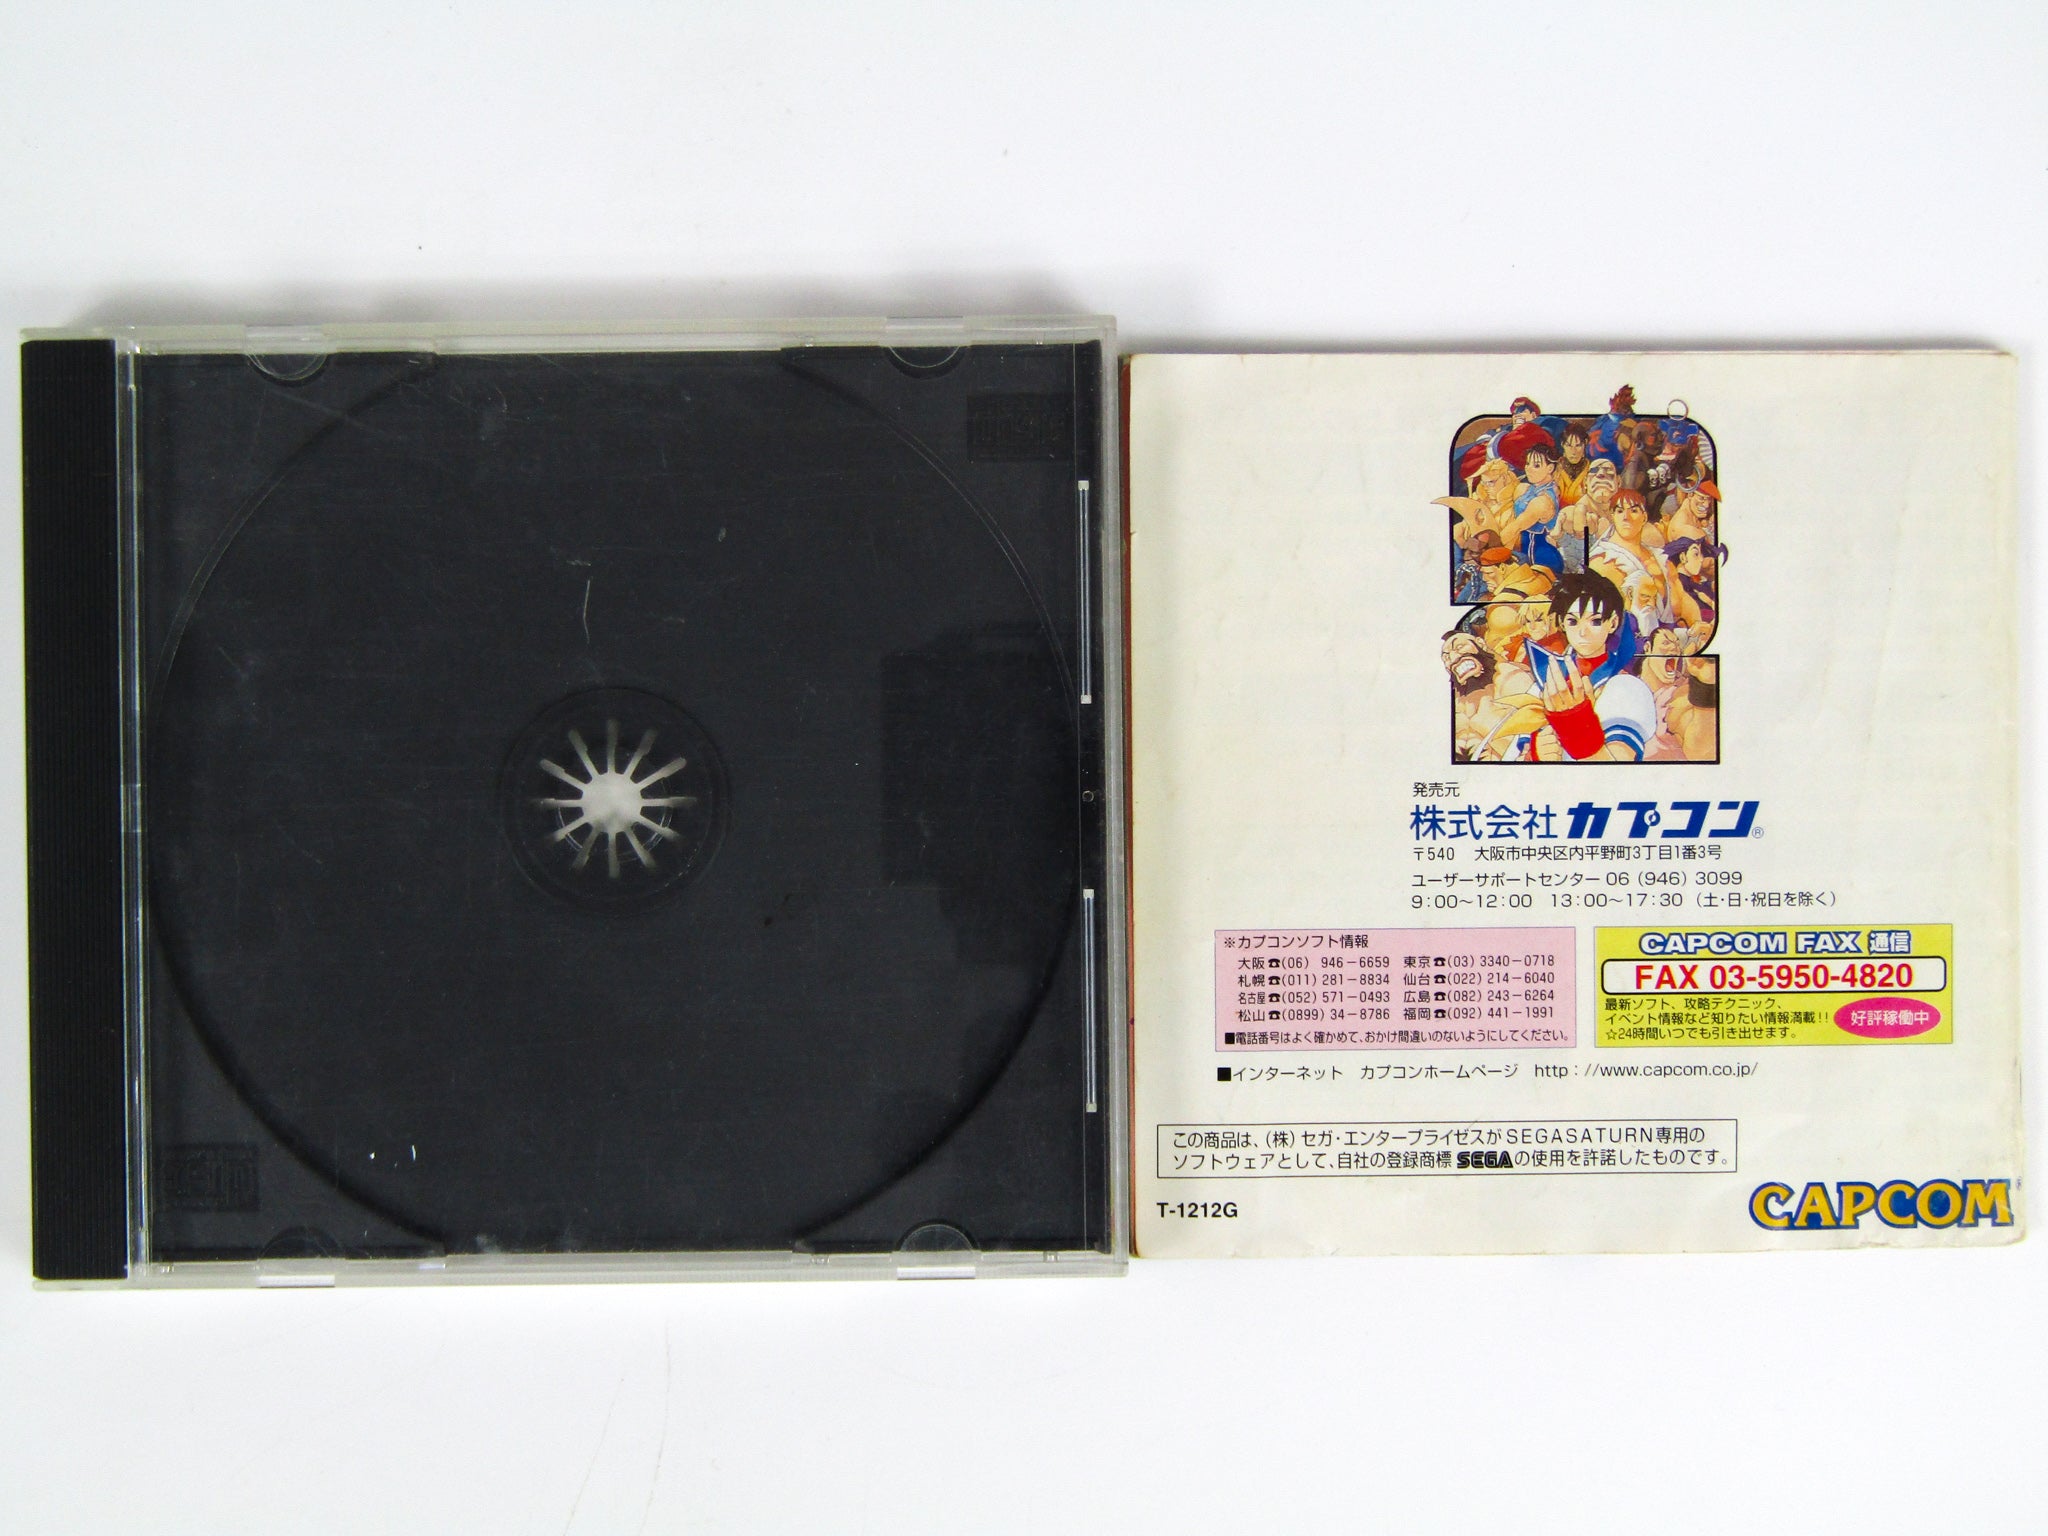 発売元
株式会社 カプコン®
〒540 大阪市中央区内平野町3丁目1番3号
ユーザーサポートセンター 06 (946) 3099
9:00～12:00 13:00～17:30 (土・日・祝日を除く)
※カプコンソフト情報
大阪☎(06) 946-6659 東京☎(03) 3340-0718
札幌☎(011) 281-8834 仙台☎(022) 214-6040
名古屋☎(052) 571-0493 広島☎(082) 243-6264
松山☎(0899) 34-8786 福岡☎(092) 441-1991
■電話番号はよく確かめて、おかけ間違いのないようにしてください。
CAPCOM FAX 通信
FAX 03-5950-4820
最新ソフト、攻略テクニック、
イベント情報など知りたい情報満載!!
☆24時間いつでも引き出せます。
好評稼働中
■インターネット カプコンホームページ http://www.capcom.co.jp/
この商品は、(株)セガ・エンタープライゼスがSEGASATURN専用の
ソフトウェアとして、自社の登録商標SEGAの使用を許諾したものです。
T-1212G
CAPCOM